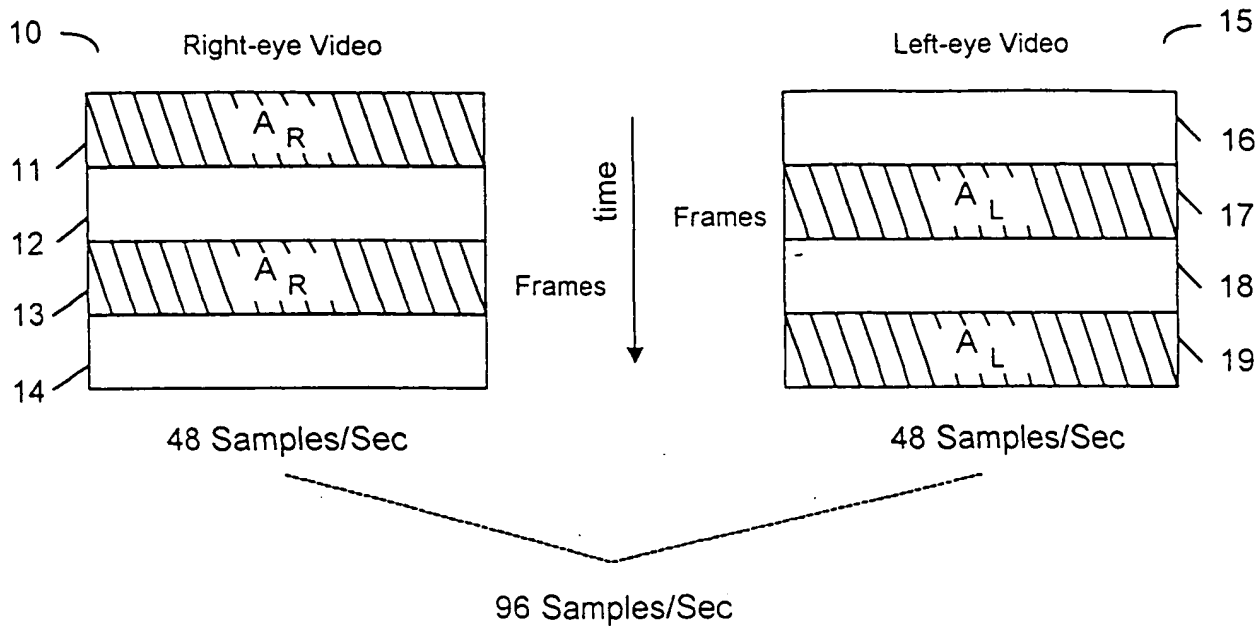 10
Right-eye Video
Left-eye Video
15
A R
11
12
A R
13
14
Frames
time
Frames
16
A L
17
18
A L
19
48 Samples/Sec
48 Samples/Sec
96 Samples/Sec